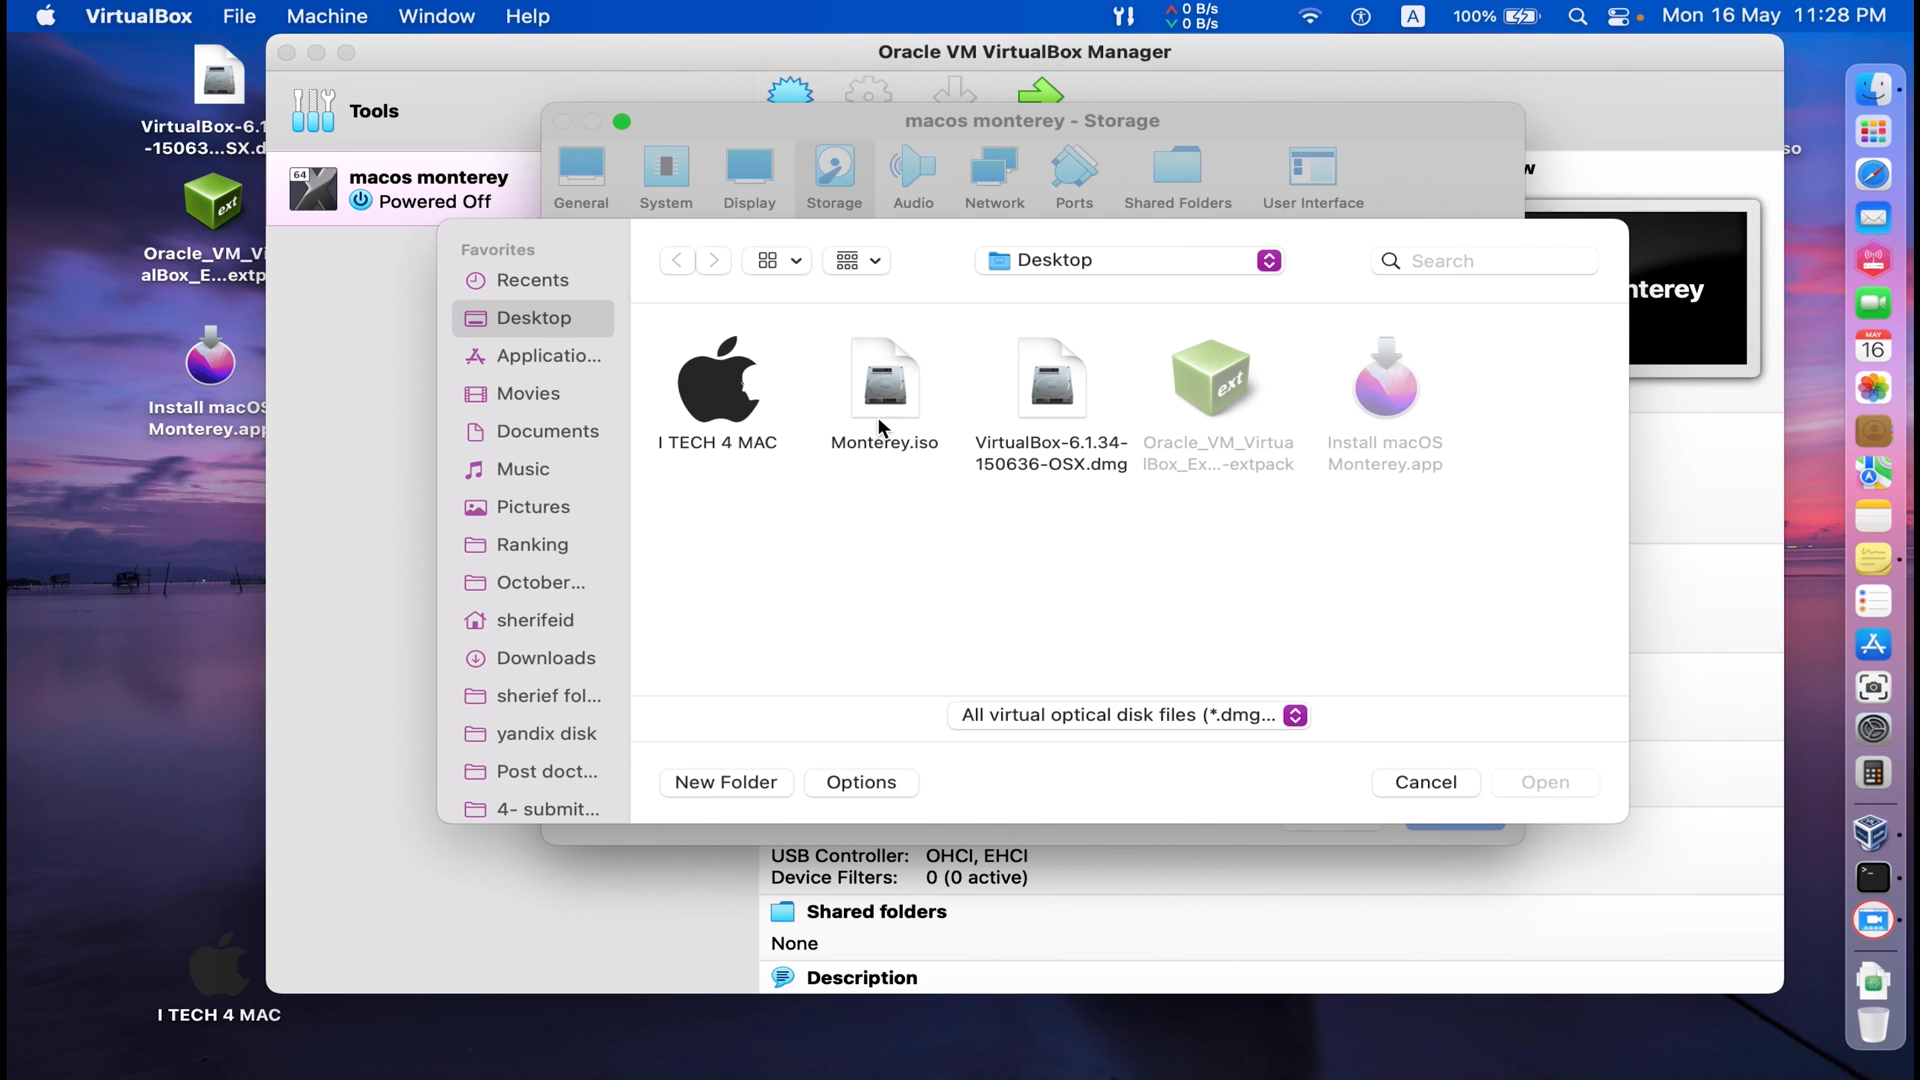 VirtualBox File Machine Window Help
0 B/s
0 B/s
A
100%
Mon 16 May 11:28 PM
Oracle VM VirtualBox Manager
VirtualBox-6.1
-15063...SX.d
Oracle_VM_Vi
alBox_E...extp
Install macOS
Monterey.app
I TECH 4 MAC
Tools
64
macos monterey
Powered Off
macos monterey - Storage
General
System
Display
Storage
Audio
Network
Ports
Shared Folders
User Interface
so
w
nterey
Favorites
Recents
Desktop
Applicatio...
Movies
Documents
Music
Pictures
Ranking
October...
sherifeid
Downloads
sherief fol...
yandix disk
Post doct...
4- submit...
Desktop
Search
I TECH 4 MAC
Monterey.iso
VirtualBox-6.1.34-
150636-OSX.dmg
ext
Oracle_VM_Virtua
lBox_Ex...-extpack
Install macOS
Monterey.app
All virtual optical disk files (*.dmg...
New Folder
Options
Cancel
Open
USB Controller: OHCI, EHCI
Device Filters: 0 (0 active)
Shared folders
None
Description
ext
MAY
16